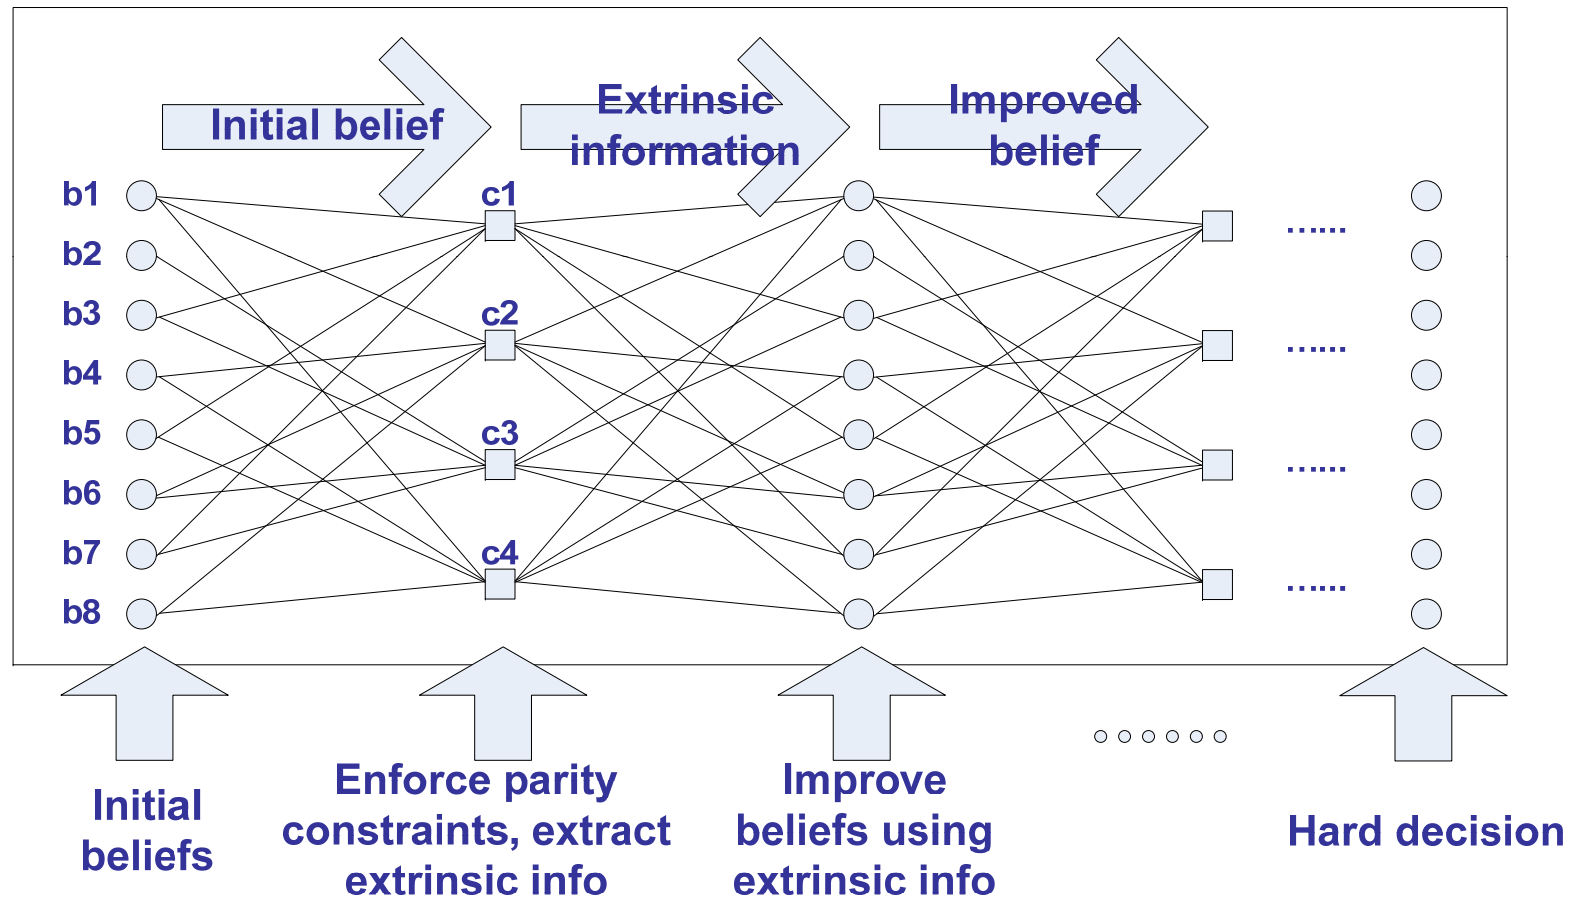 Initial belief
Extrinsic
information
Improved
belief
b1
b2
b3
b4
b5
b6
b7
b8
c1
c2
c3
c4
......
......
......
......
Initial
beliefs
Enforce parity
constraints, extract
extrinsic info
Improve
beliefs using
extrinsic info
Hard decision